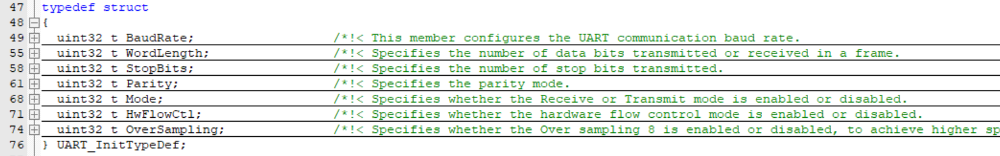 47 typedef struct
48 {
49 uint32_t BaudRate; /*!< This member configures the UART communication baud rate.
55 uint32_t WordLength; /*!< Specifies the number of data bits transmitted or received in a frame.
58 uint32_t StopBits; /*!< Specifies the number of stop bits transmitted.
61 uint32_t Parity; /*!< Specifies the parity mode.
68 uint32_t Mode; /*!< Specifies whether the Receive or Transmit mode is enabled or disabled.
71 uint32_t HwFlowCtl; /*!< Specifies whether the hardware flow control mode is enabled or disabled.
74 uint32_t OverSampling; /*!< Specifies whether the Over sampling 8 is enabled or disabled, to achieve higher sp
76 } UART_InitTypeDef;